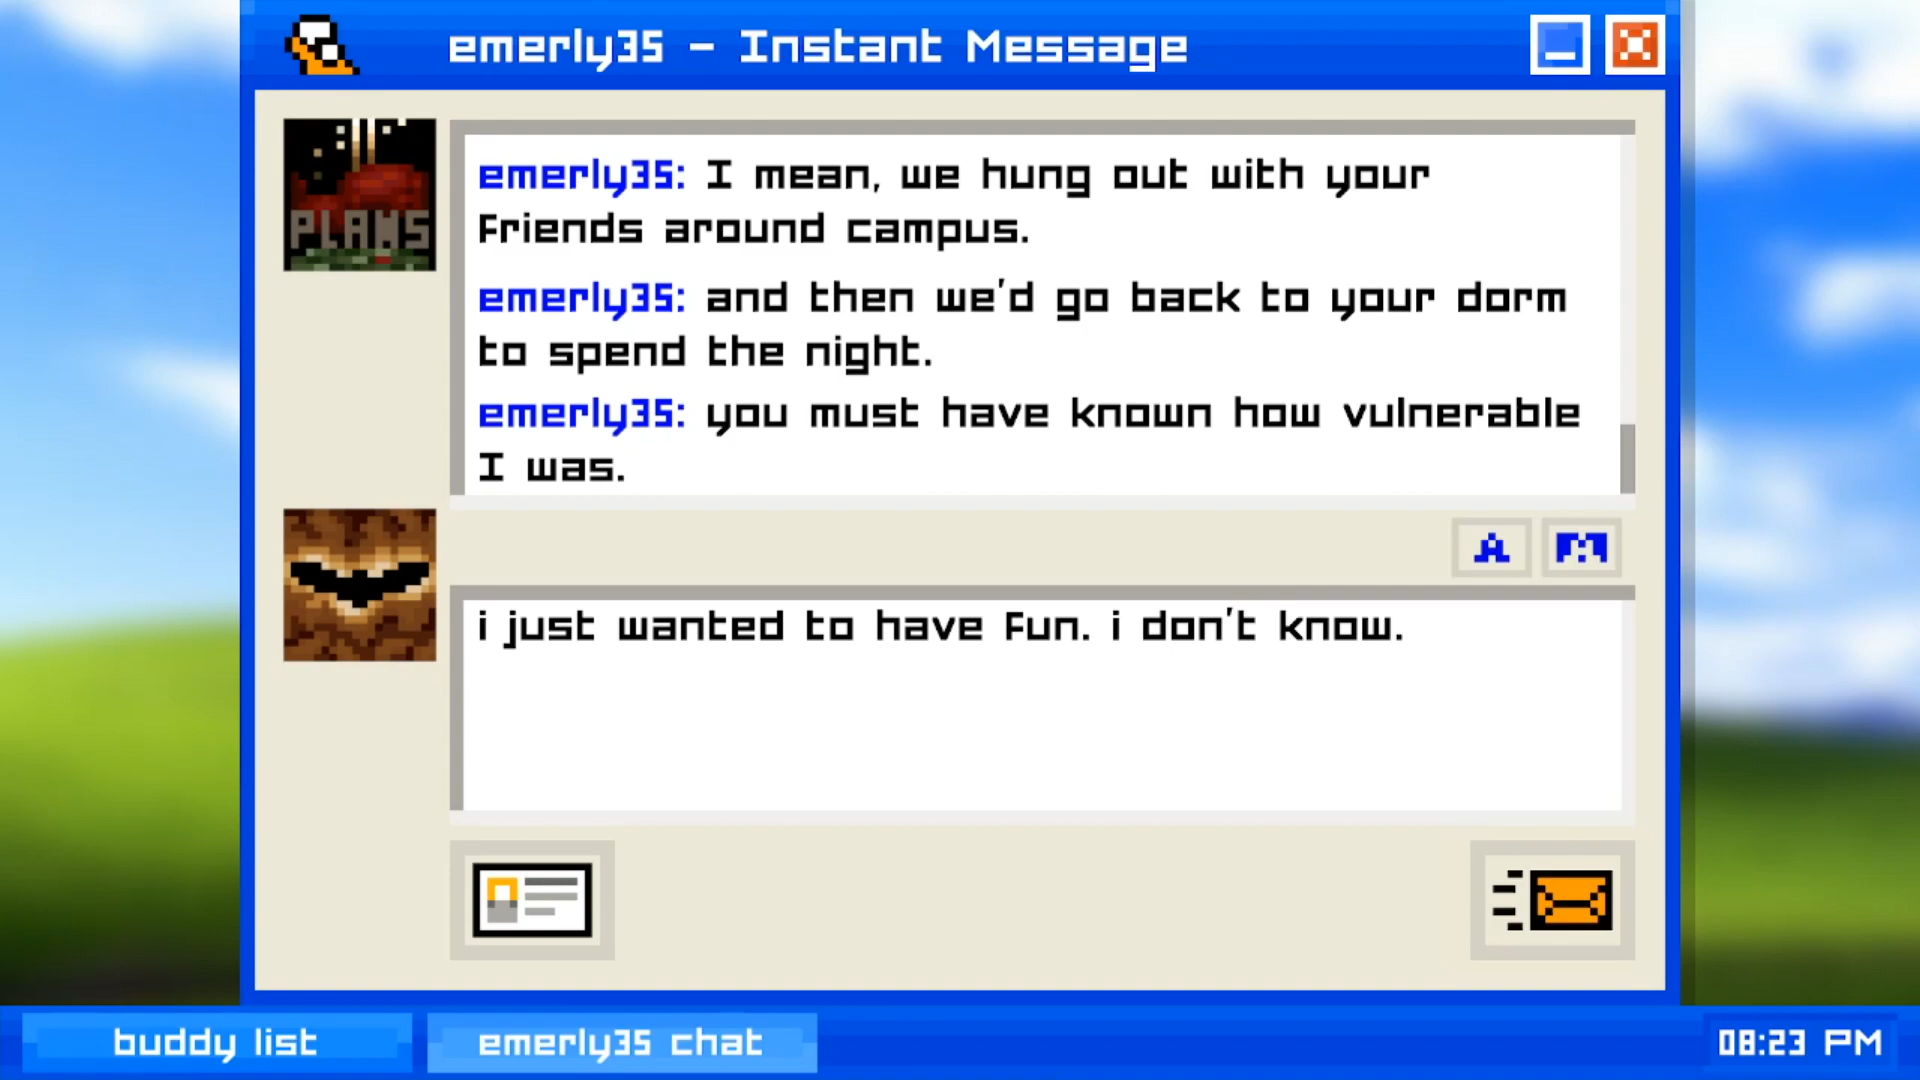 emerly35 - Instant Message
PLANS
emerly35: I mean, we hung out with your
Friends around campus.
emerly35: and then we'd go back to your dorm
to spend the night.
emerly35: you must have known how vulnerable
I was.
A
i just wanted to have Fun. i don't know.
buddy list
emerly35 chat
08:23 PM